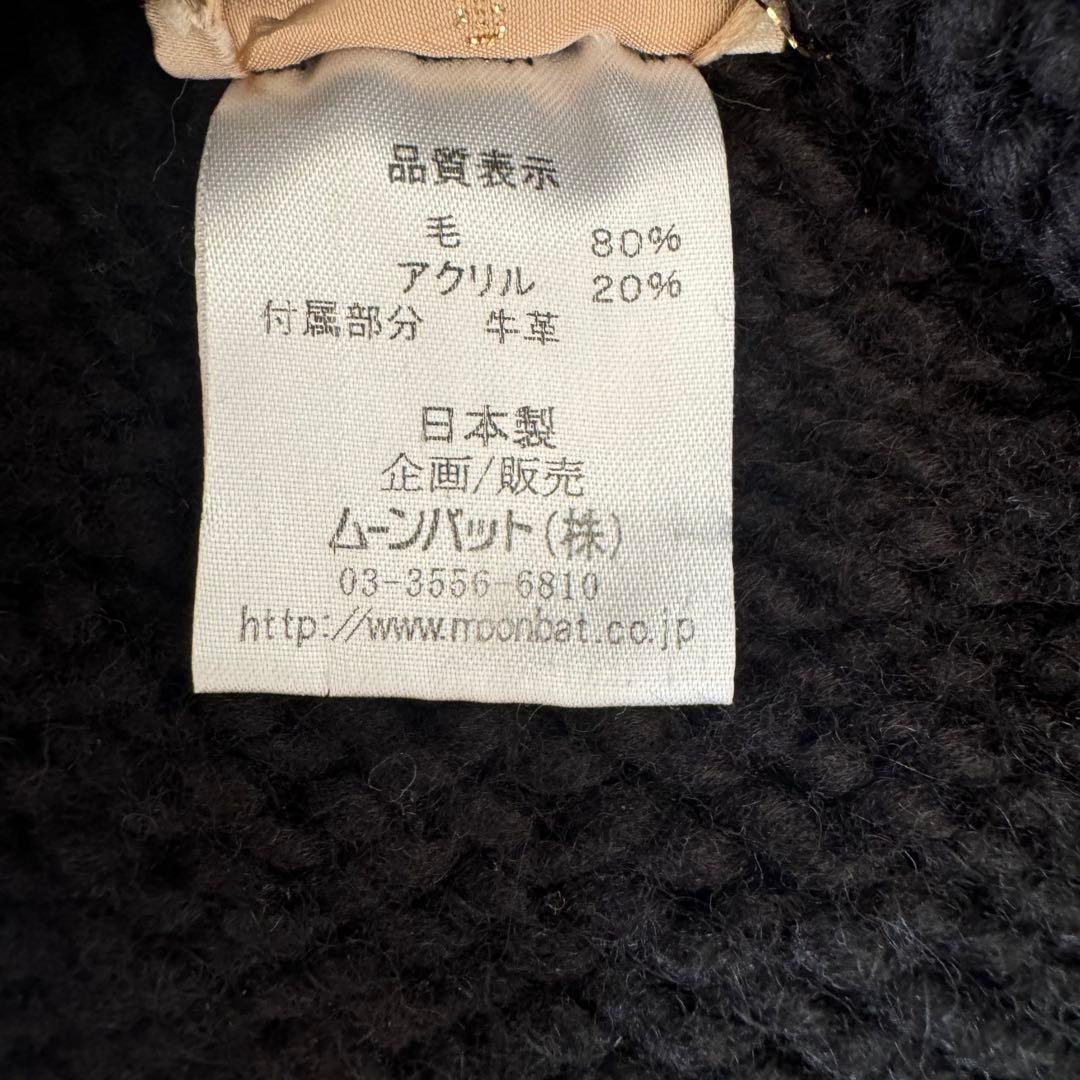 品質表示
毛 80%
アクリル 20%
付属部分 牛革
日本製
企画/販売
ムーンバット(株)
03-3556-6810
http://www.moonbat.co.jp